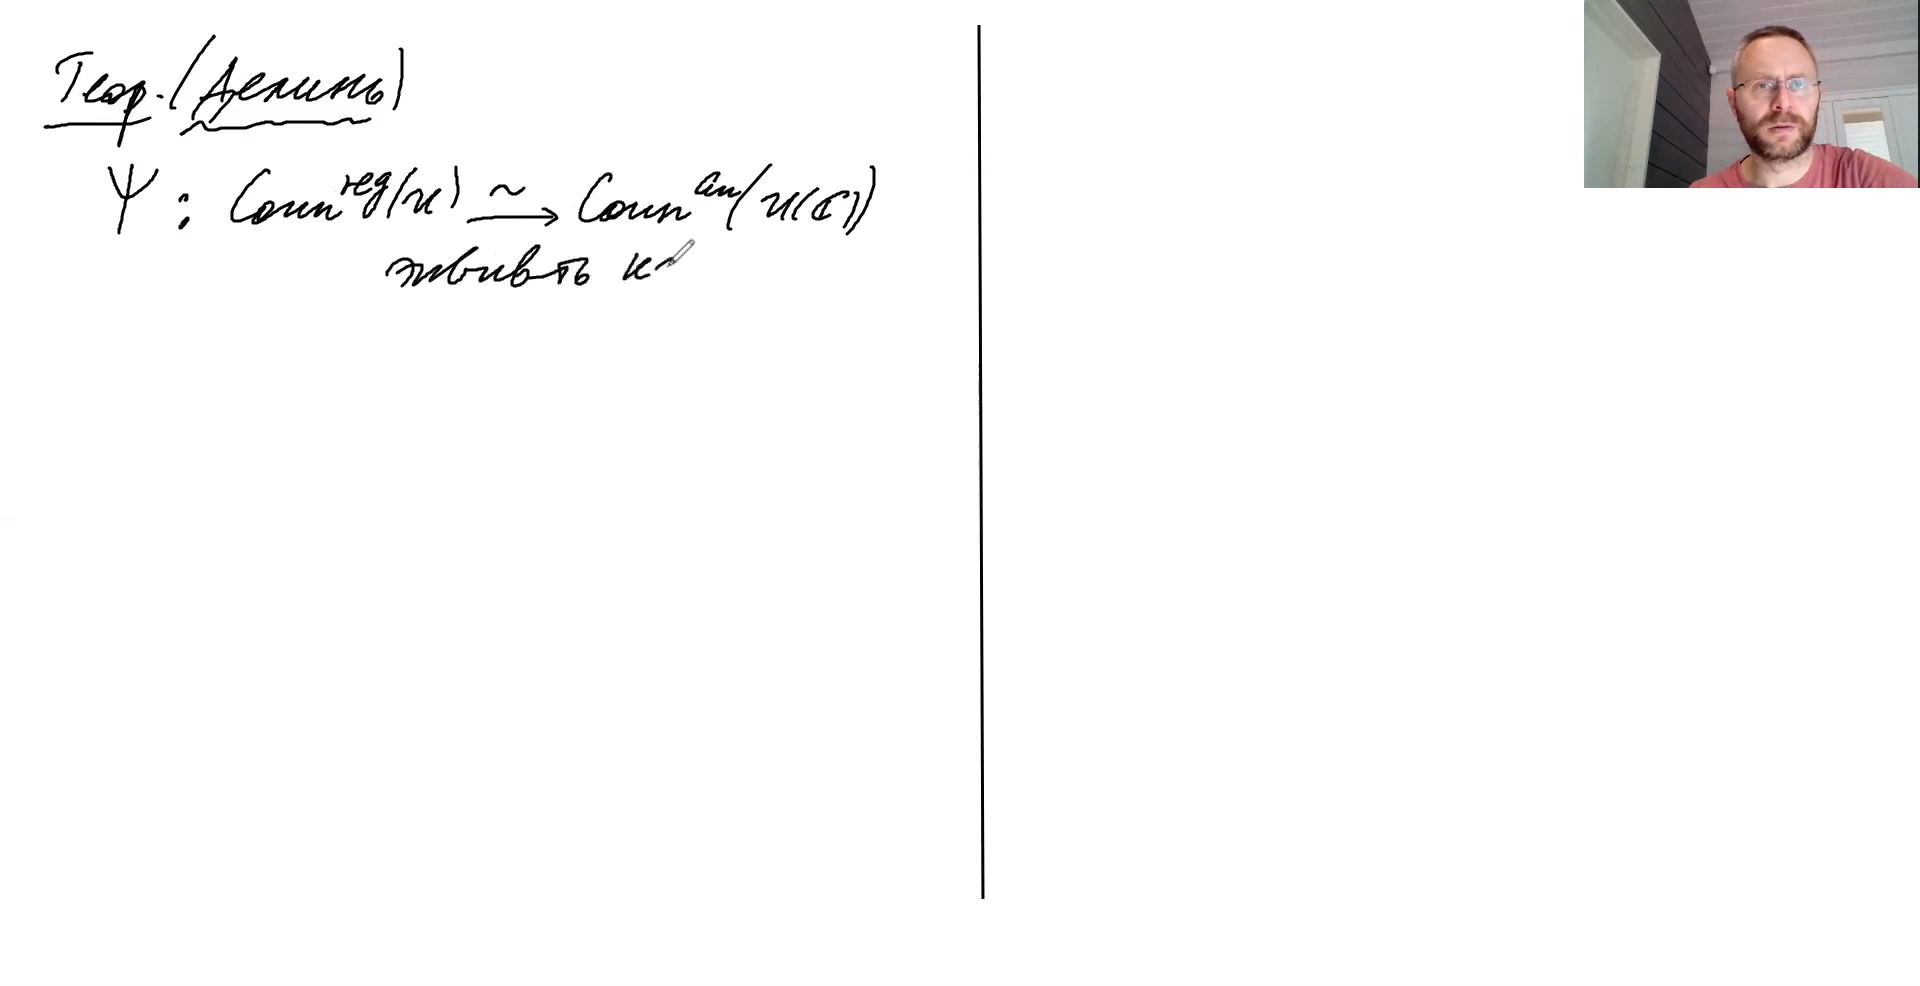 Теор. (Делинь)
Ψ : Conn^reg(U) ⥲ Conn^an(U(ℂ))
эквив-ть к